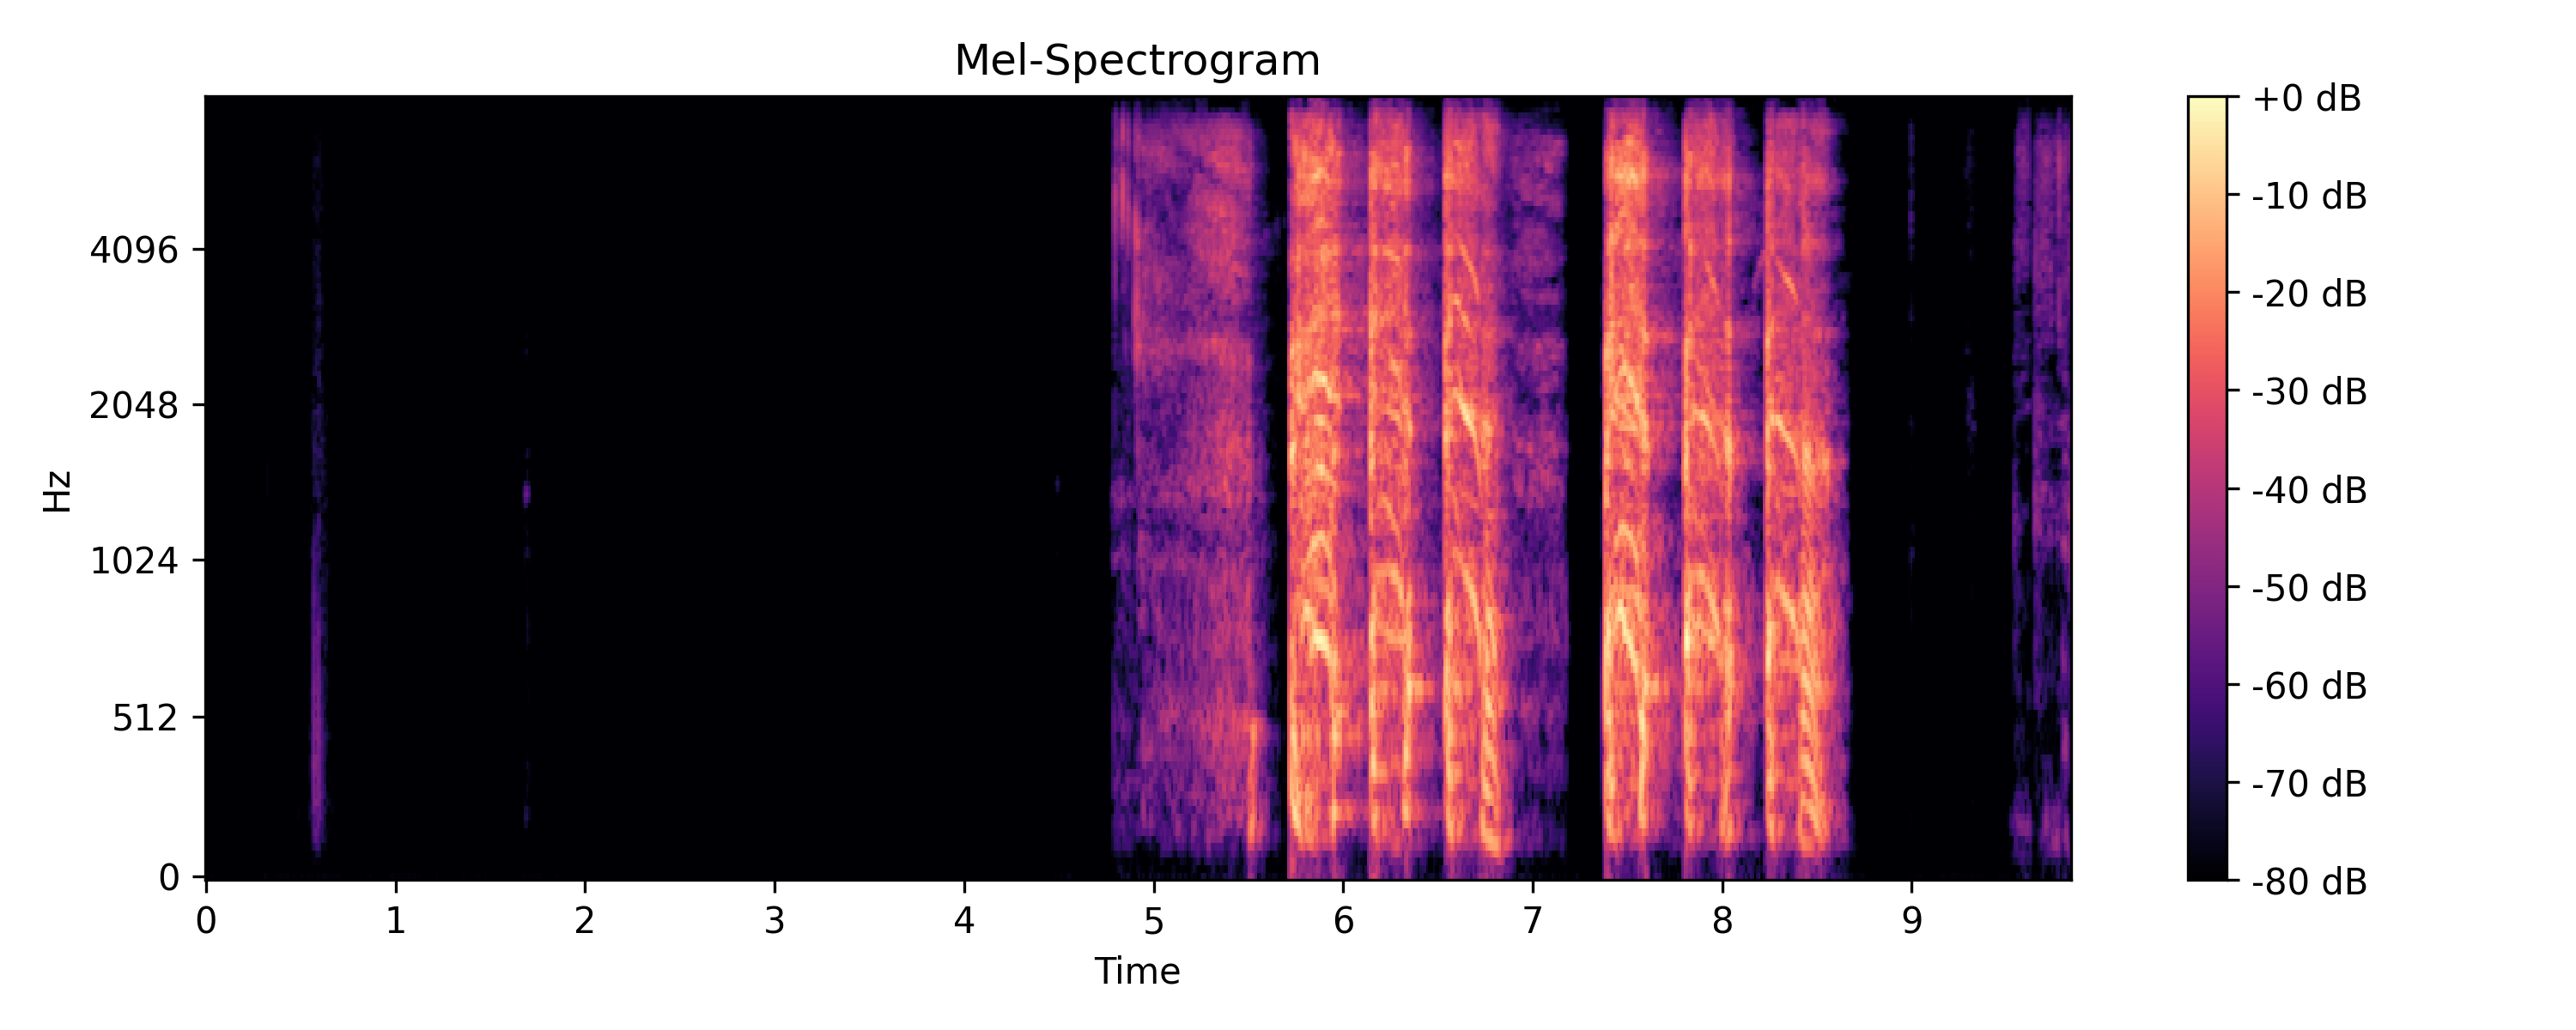 Mel-Spectrogram
Hz
4096
2048
1024
512
0
0 1 2 3 4 5 6 7 8 9
Time
+0 dB
-10 dB
-20 dB
-30 dB
-40 dB
-50 dB
-60 dB
-70 dB
-80 dB